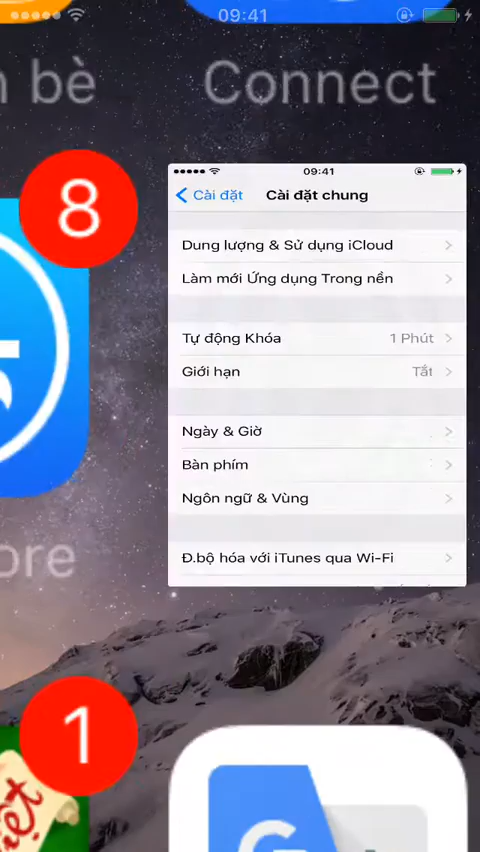 09:41
bè
Connect
8
09:41
Cài đặt
Cài đặt chung
Dung lượng & Sử dụng iCloud
Làm mới Ứng dụng Trong nền
Tự động Khóa
1 Phút
Giới hạn
Tắt
Ngày & Giờ
Bàn phím
Ngôn ngữ & Vùng
Đ.bộ hóa với iTunes qua Wi-Fi
ore
1
ệt
G